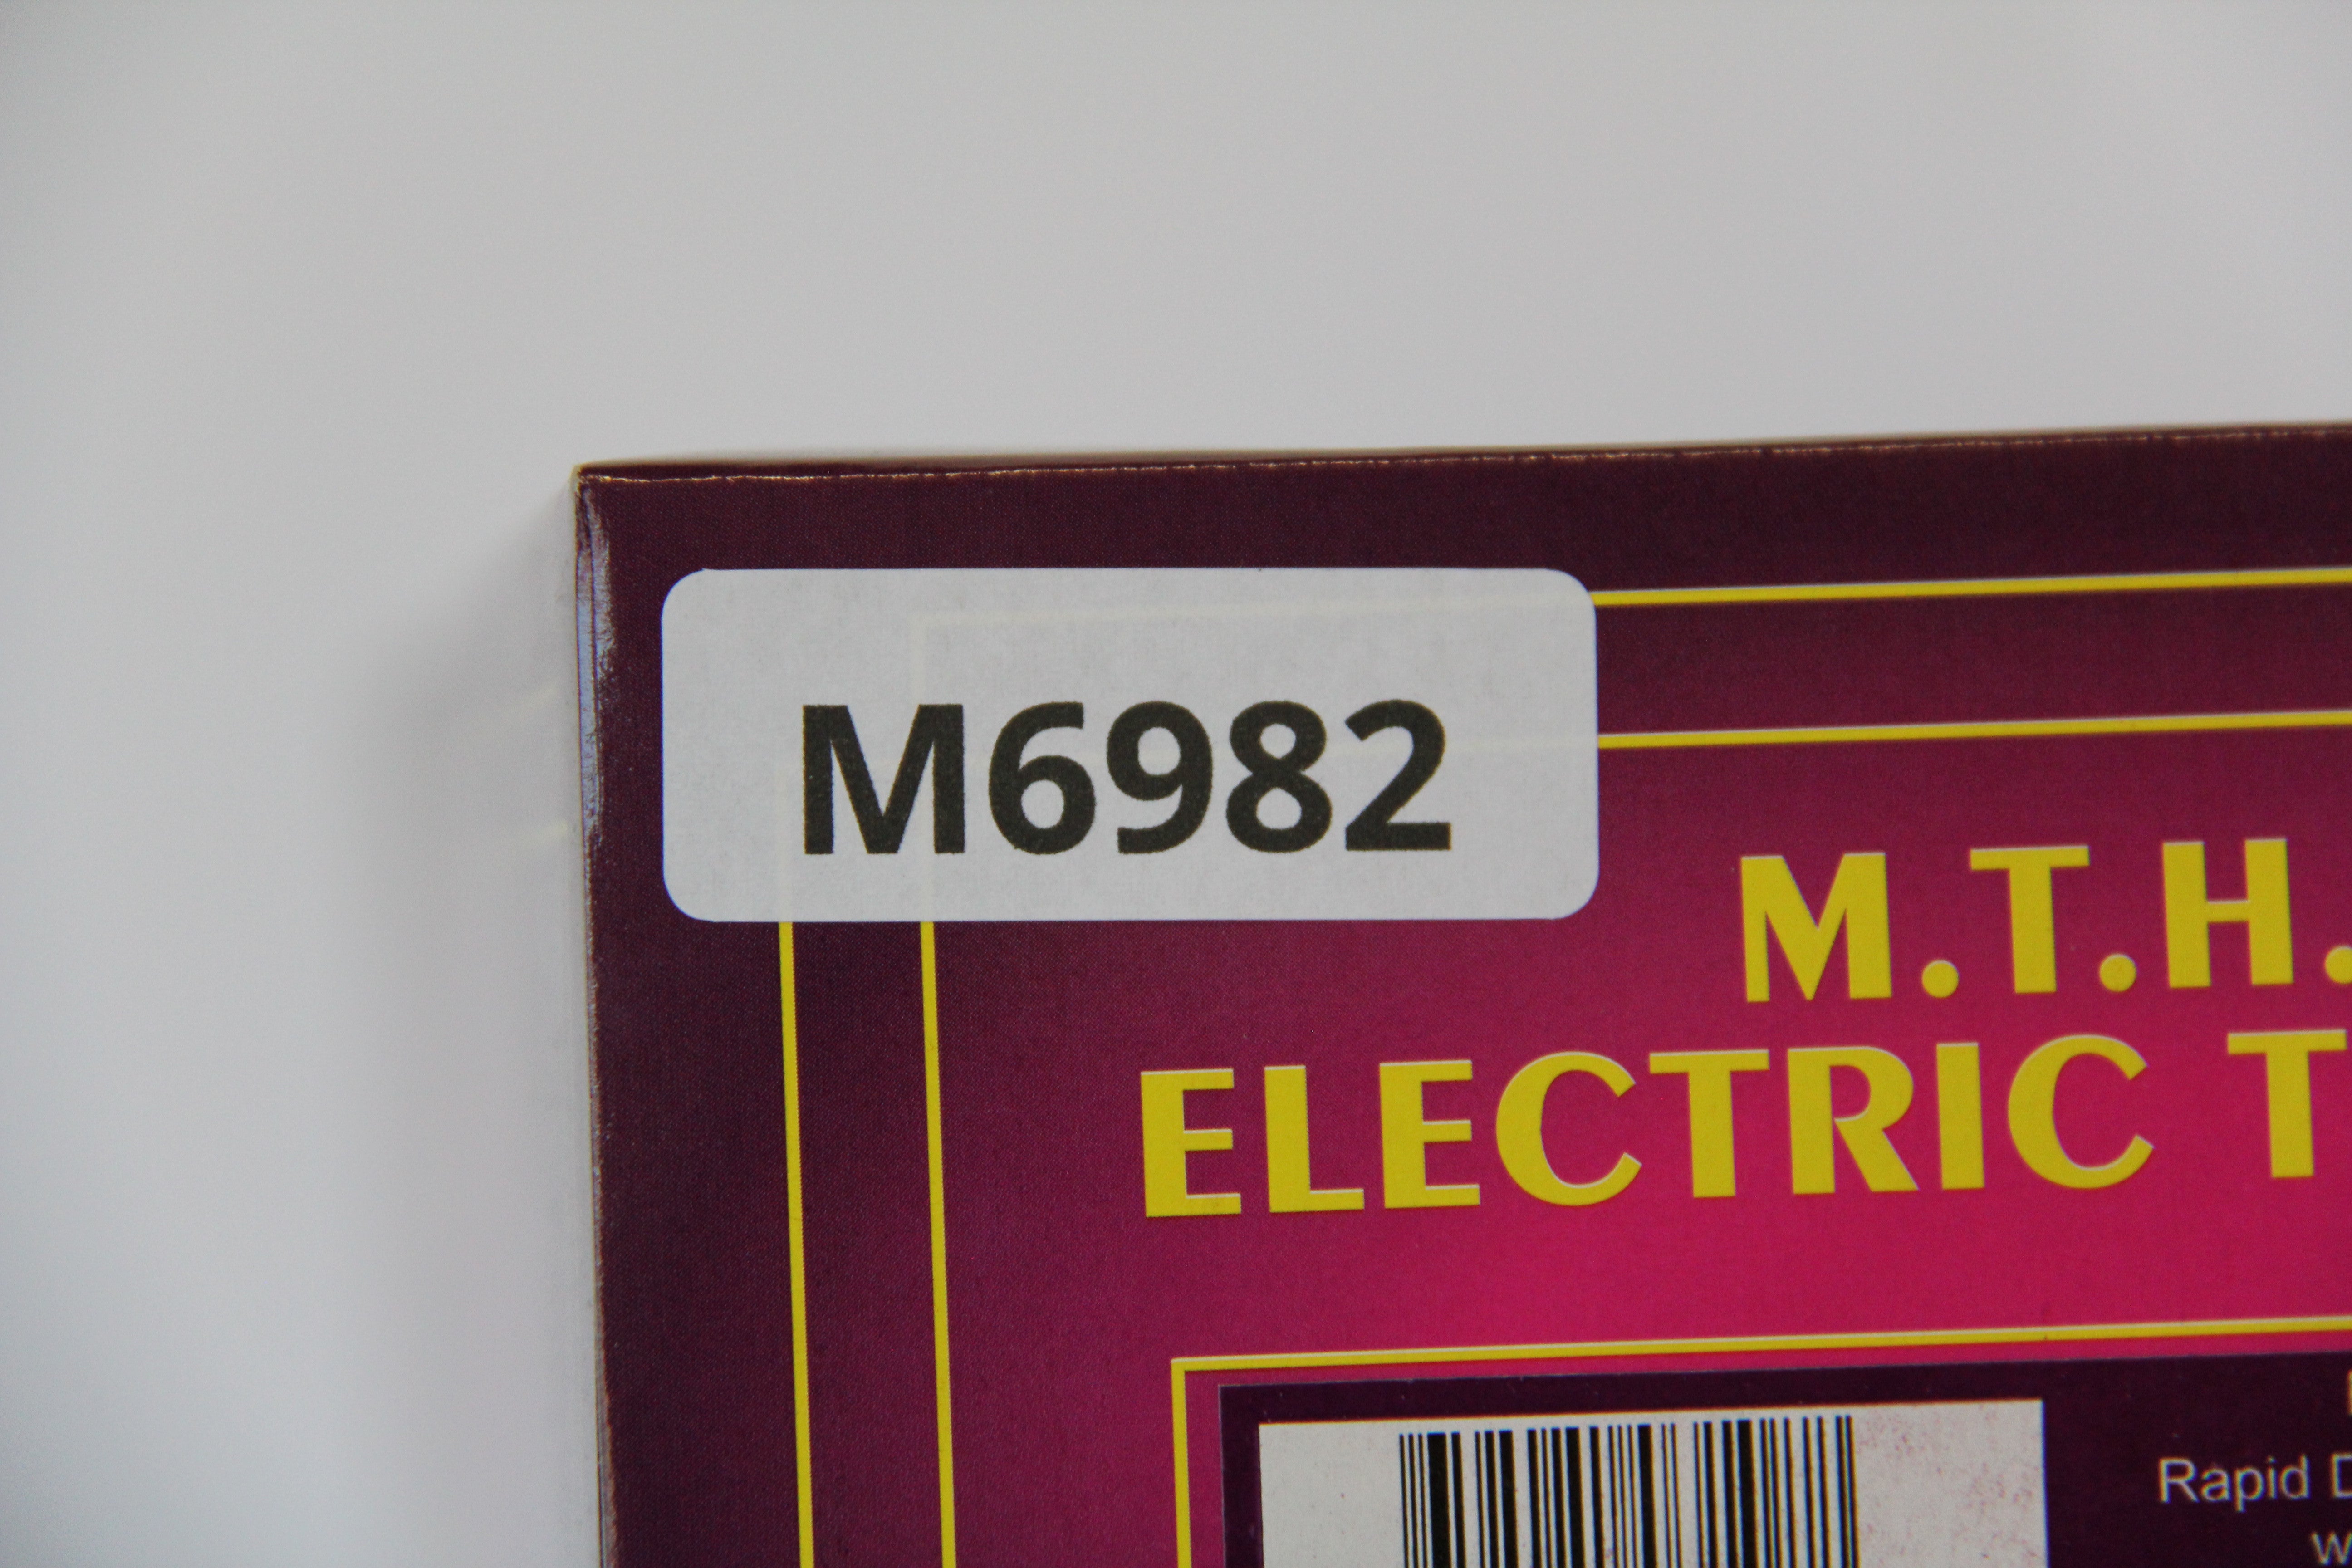 M6982
M.T.H.
ELECTRIC T
Rapid